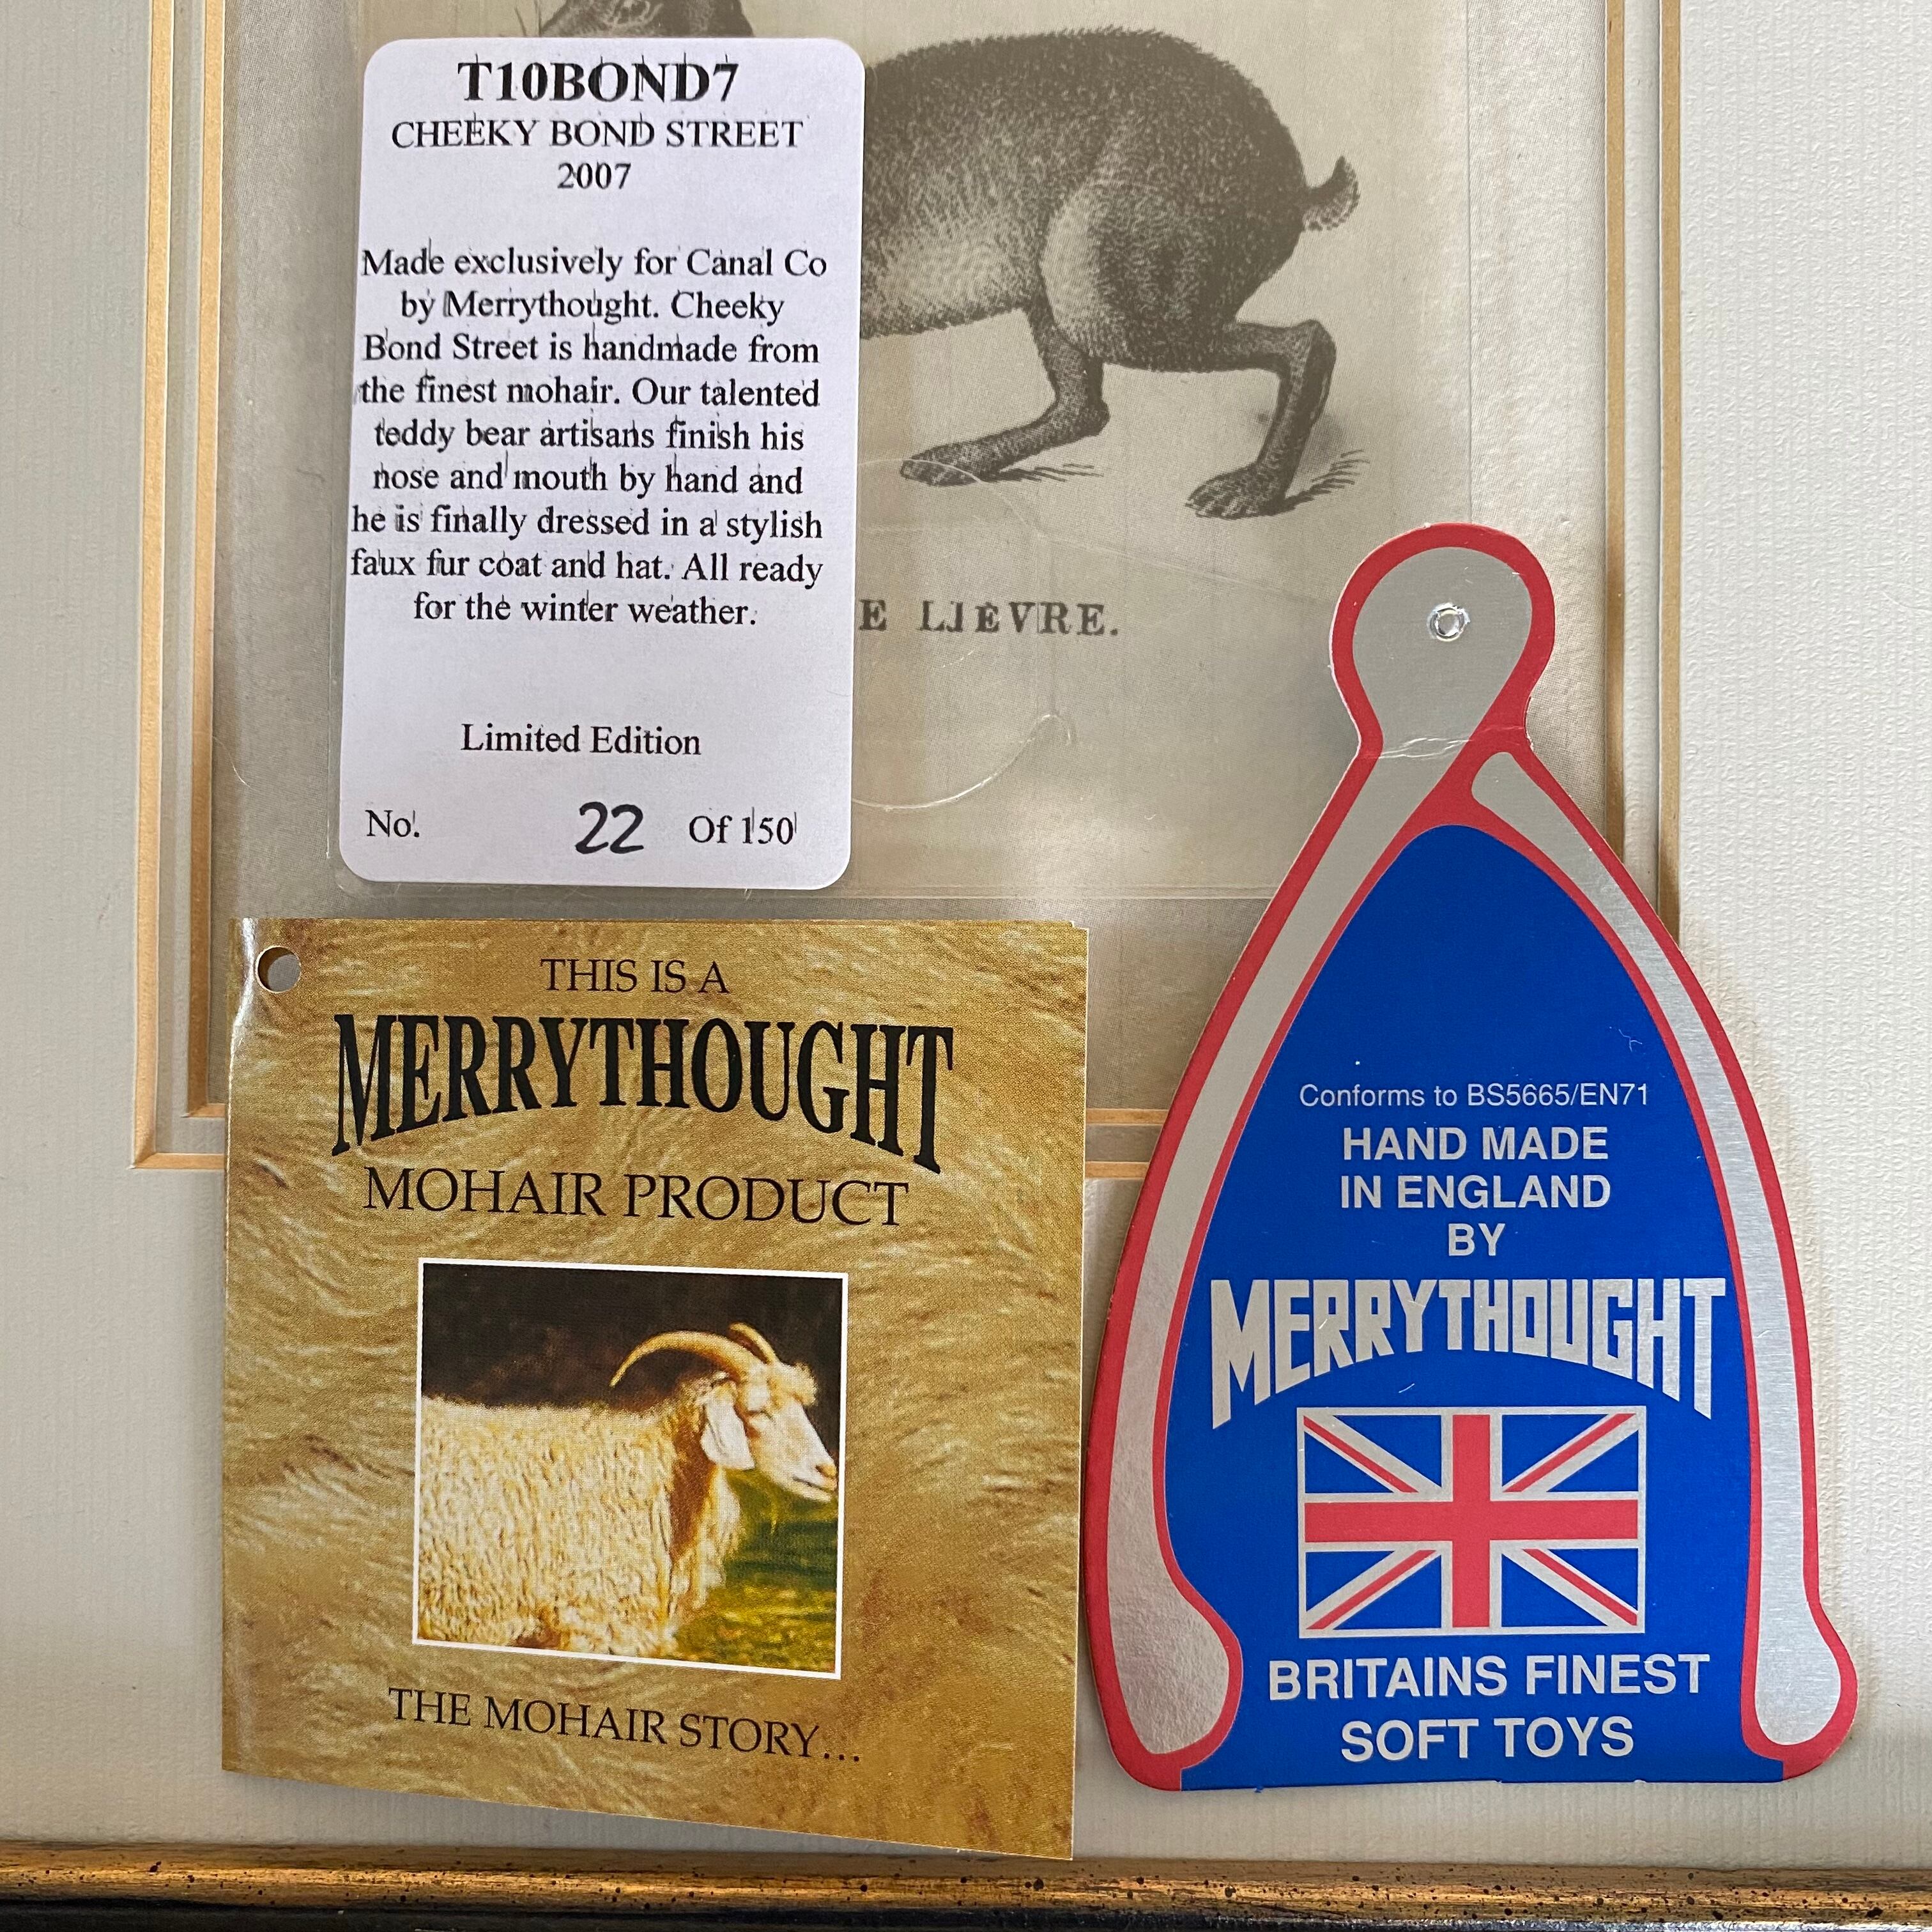 T10BOND7
CHEEKY BOND STREET
2007
Made exclusively for Canal Co
by Merrythought. Cheeky
Bond Street is handmade from
the finest mohair. Our talented
teddy bear artisans finish his
nose and mouth by hand and
he is finally dressed in a stylish
faux fur coat and hat. All ready
for the winter weather.
Limited Edition
No. 22 Of 150
E LIÈVRE.
THIS IS A
MERRYTHOUGHT
MOHAIR PRODUCT
THE MOHAIR STORY...
Conforms to BS5665/EN71
HAND MADE
IN ENGLAND
BY
MERRYTHOUGHT
BRITAINS FINEST
SOFT TOYS